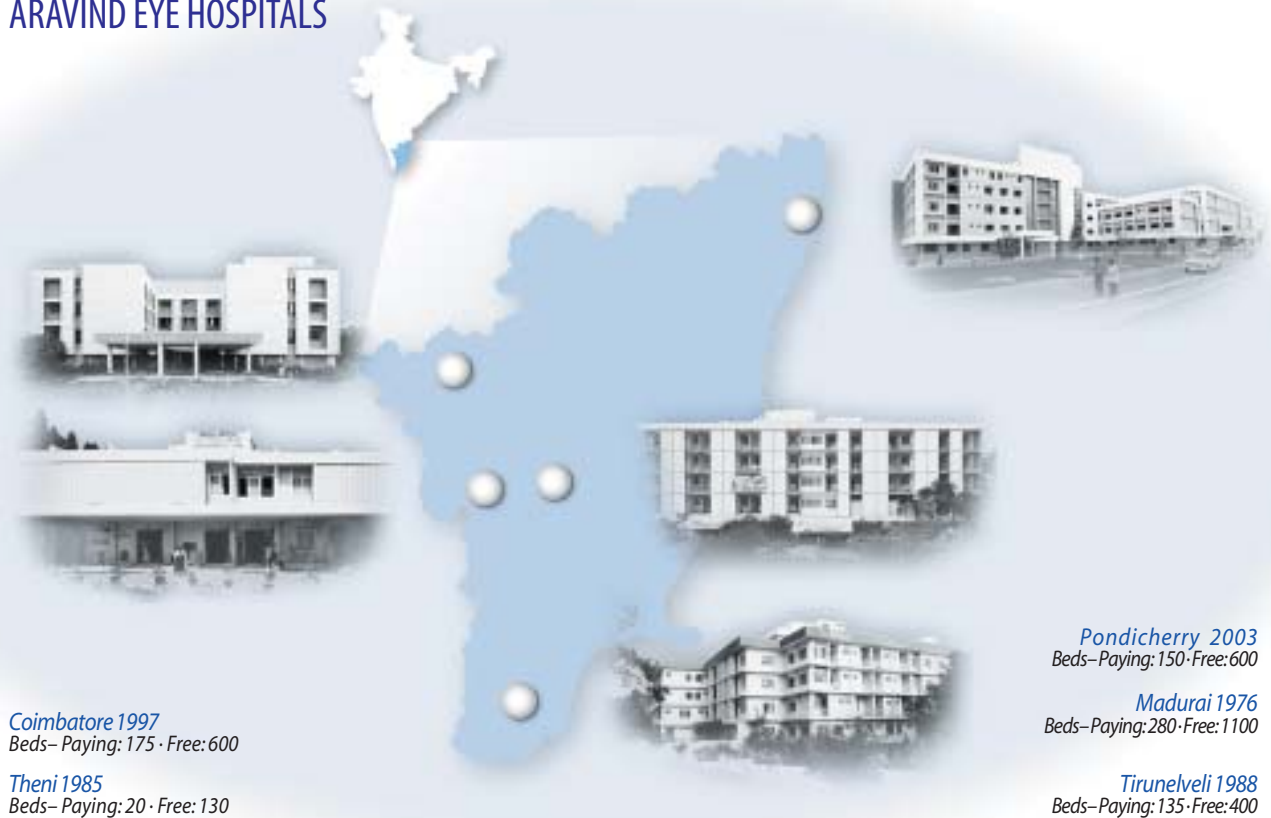 ARAVIND EYE HOSPITALS
Coimbatore 1997
Beds– Paying: 175 · Free: 600
Theni 1985
Beds– Paying: 20 · Free: 130
Pondicherry 2003
Beds–Paying: 150·Free: 600
Madurai 1976
Beds–Paying: 280·Free: 1100
Tirunelveli 1988
Beds–Paying: 135·Free: 400